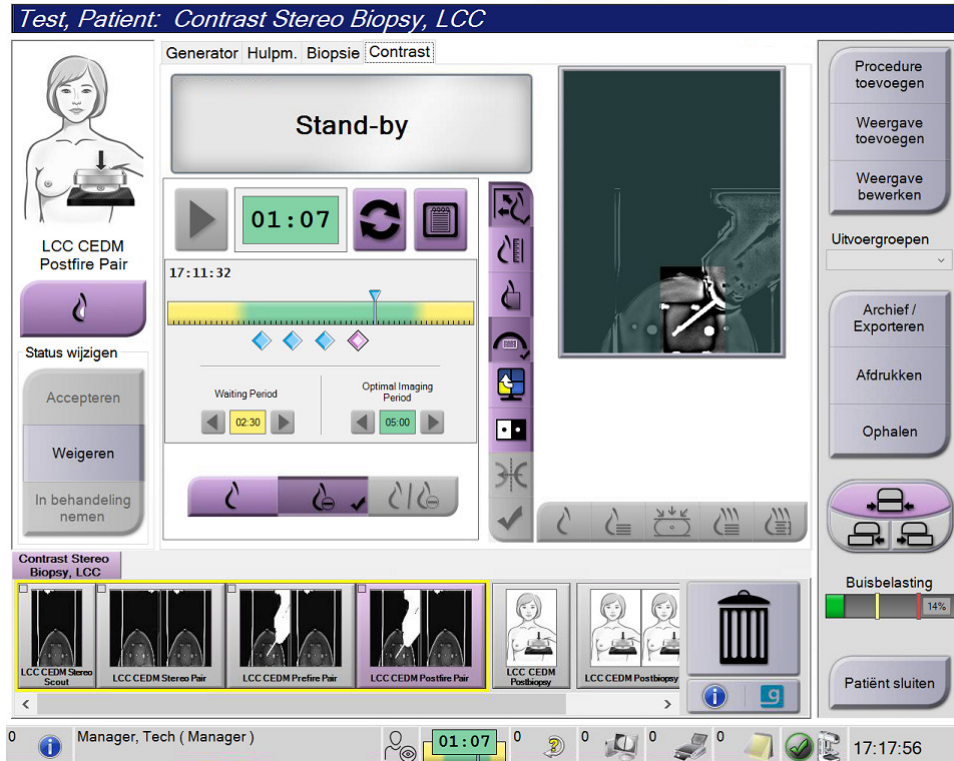 Test, Patient: Contrast Stereo Biopsy, LCC
Generator Hulpm. Biopsie Contrast
Stand-by
01:07
17:11:32
Waiting Period
02:30
Optimal Imaging
Period
05:00
LCC CEDM
Postfire Pair
Status wijzigen
Accepteren
Weigeren
In behandeling
nemen
Procedure
toevoegen
Weergave
toevoegen
Weergave
bewerken
Uitvoergroepen
Archief /
Exporteren
Afdrukken
Ophalen
Buisbelasting
14%
Patiënt sluiten
Contrast Stereo
Biopsy, LCC
LCC CEDM Stereo
Scout
LCC CEDM Stereo Pair
LCC CEDM Prefire Pair
LCC CEDM Postfire Pair
LCC CEDM
Postbiopsy
LCC CEDM Postbiopsy
0
Manager, Tech ( Manager )
01:07
0
0
0
0
17:17:56